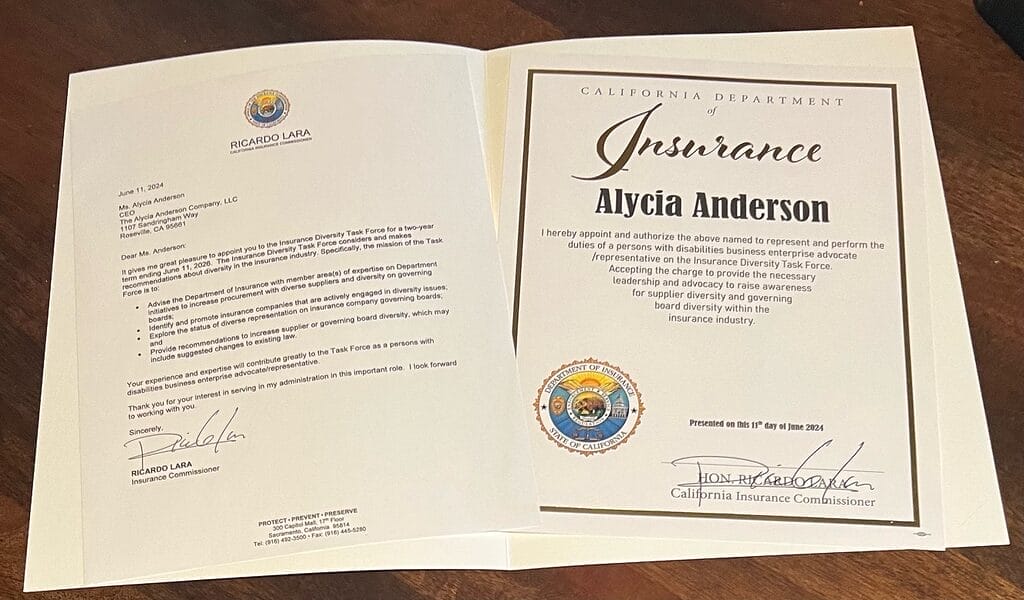 RICARDO LARA
CALIFORNIA INSURANCE COMMISSIONER
June 11, 2024
Ms. Alycia Anderson
CEO
The Alycia Anderson Company, LLC
1107 Sandringham Way
Roseville, CA 95661
Dear Ms. Anderson:
It gives me great pleasure to appoint you to the Insurance Diversity Task Force for a two-year
term ending June 11, 2026. The Insurance Diversity Task Force considers and makes
recommendations about diversity in the insurance industry. Specifically, the mission of the Task
Force is to:
• Advise the Department of Insurance with member area(s) of expertise on Department
initiatives to increase procurement with diverse suppliers and diversity on governing
boards;
• Identify and promote insurance companies that are actively engaged in diversity issues;
• Explore the status of diverse representation on insurance company governing boards;
and
• Provide recommendations to increase supplier or governing board diversity, which may
include suggested changes to existing law.
Your experience and expertise will contribute greatly to the Task Force as a persons with
disabilities business enterprise advocate/representative.
Thank you for your interest in serving in my administration in this important role. I look forward
to working with you.
Sincerely,
RICARDO LARA
Insurance Commissioner
PROTECT • PREVENT • PRESERVE
300 Capitol Mall, 17th Floor
Sacramento, California 95814
Tel: (916) 492-3500 • Fax: (916) 445-5280
CALIFORNIA DEPARTMENT
of
Insurance
Alycia Anderson
I hereby appoint and authorize the above named to represent and perform the
duties of a persons with disabilities business enterprise advocate
/representative on the Insurance Diversity Task Force.
Accepting the charge to provide the necessary
leadership and advocacy to raise awareness
for supplier diversity and governing
board diversity within the
insurance industry.
DEPARTMENT OF INSURANCE
STATE OF CALIFORNIA
Presented on this 11th day of June 2024
HON. RICARDO LARA
California Insurance Commissioner